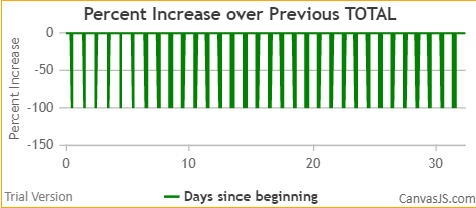 Percent Increase over Previous TOTAL
Percent Increase
0
-50
-100
-150
0 10 20 30
Days since beginning
Trial Version
CanvasJS.com